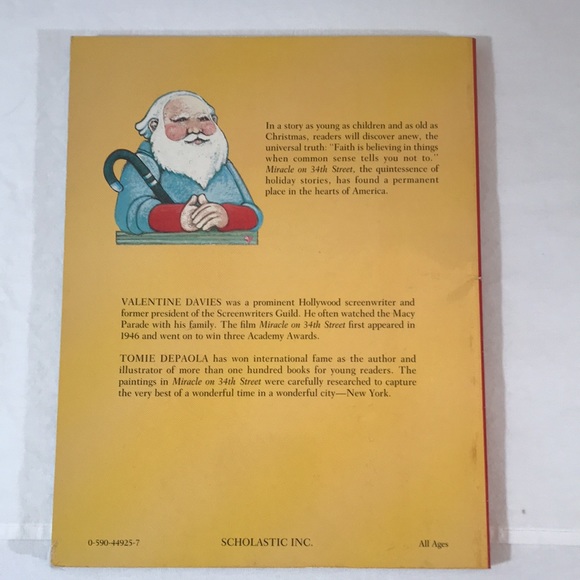 In a story as young as children and as old as
Christmas, readers will discover anew, the
universal truth: "Faith is believing in things
when common sense tells you not to."
Miracle on 34th Street, the quintessence of
holiday stories, has found a permanent
place in the hearts of America.
VALENTINE DAVIES was a prominent Hollywood screenwriter and
former president of the Screenwriters Guild. He often watched the Macy
Parade with his family. The film Miracle on 34th Street first appeared in
1946 and went on to win three Academy Awards.
TOMIE DEPAOLA has won international fame as the author and
illustrator of more than one hundred books for young readers. The
paintings in Miracle on 34th Street were carefully researched to capture
the very best of a wonderful time in a wonderful city—New York.
0-590-44925-7 SCHOLASTIC INC. All Ages